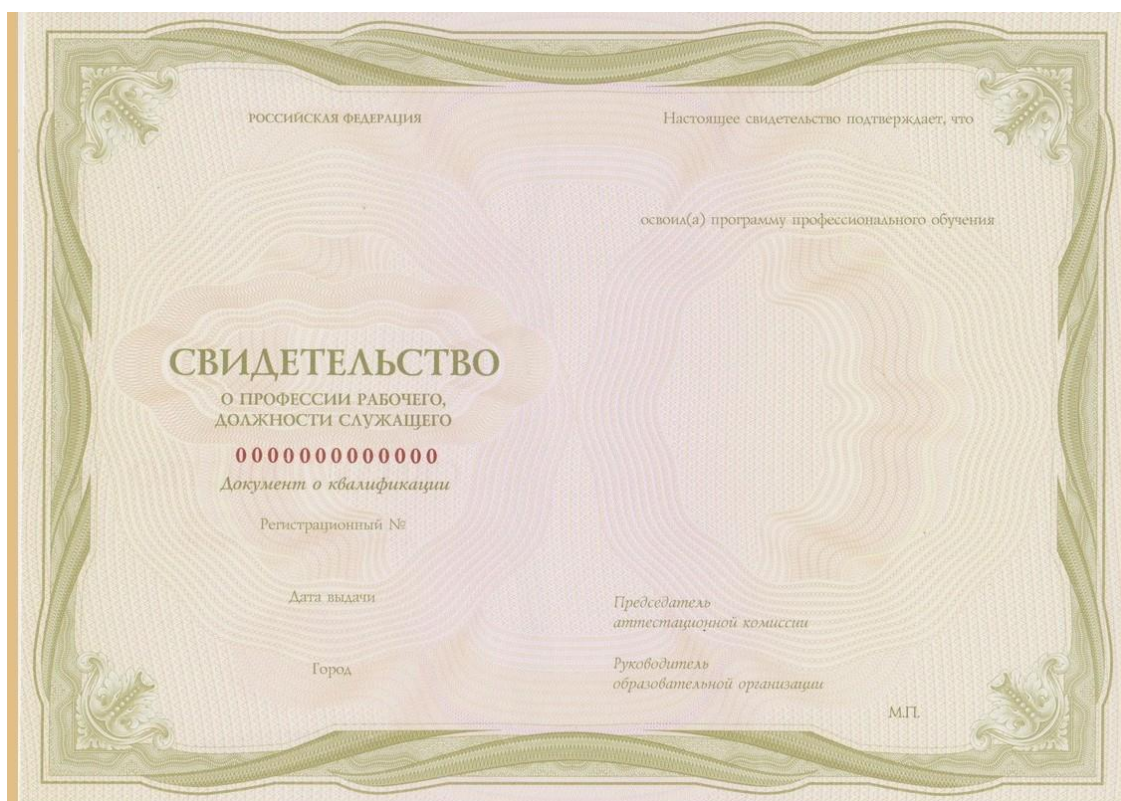 РОССИЙСКАЯ ФЕДЕРАЦИЯ
СВИДЕТЕЛЬСТВО
О ПРОФЕССИИ РАБОЧЕГО,
ДОЛЖНОСТИ СЛУЖАЩЕГО
0000000000000
Документ о квалификации
Регистрационный №
Дата выдачи
Город
Настоящее свидетельство подтверждает, что
освоил(а) программу профессионального обучения
Председатель
аттестационной комиссии
Руководитель
образовательной организации
М.П.